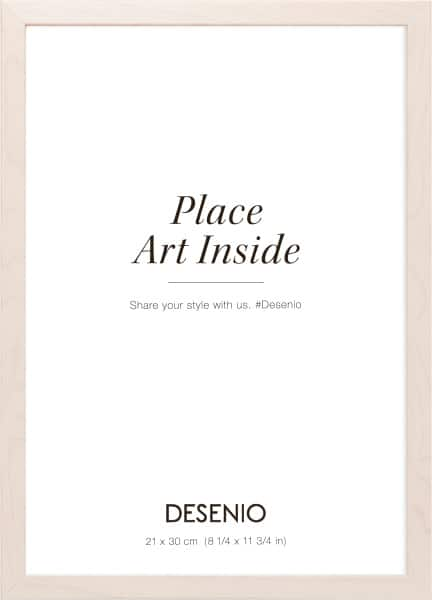 Place
Art Inside
Share your style with us. #Desenio
DESENIO
21 x 30 cm (8 1/4 x 11 3/4 in)